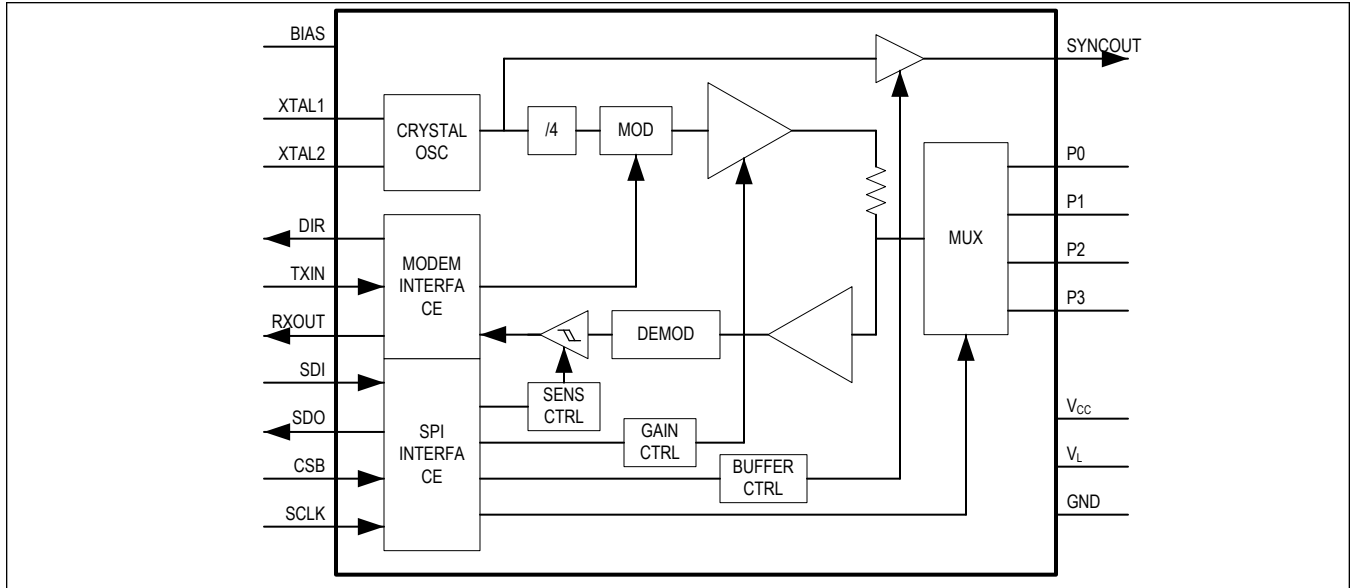 BIAS
SYNCOUT
XTAL1
XTAL2
CRYSTAL
OSC
/4
MOD
P0
P1
P2
P3
MUX
DIR
TXIN
RXOUT
MODEM
INTERFA
CE
DEMOD
SDI
SDO
CSB
SCLK
SPI
INTERFA
CE
SENS
CTRL
GAIN
CTRL
BUFFER
CTRL
VCC
VL
GND